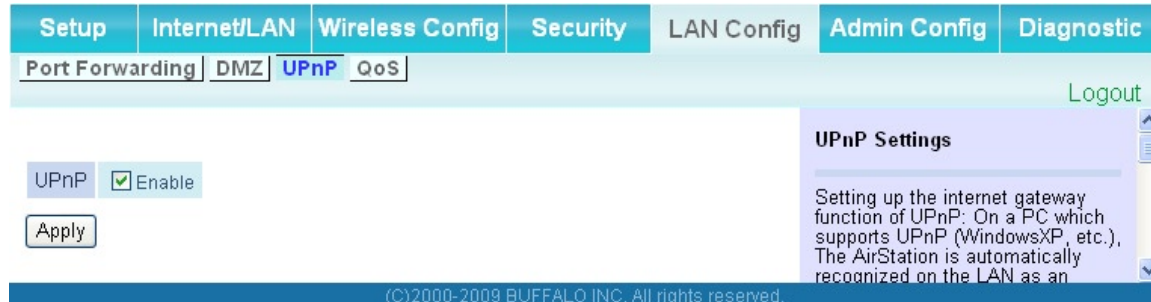 Setup Internet/LAN Wireless Config Security LAN Config Admin Config Diagnostic
Port Forwarding DMZ UPnP QoS
Logout
UPnP Enable
Apply
UPnP Settings
Setting up the internet gateway
function of UPnP: On a PC which
supports UPnP (WindowsXP, etc.),
The AirStation is automatically
recognized on the LAN as an
(C)2000-2009 BUFFALO INC. All rights reserved.